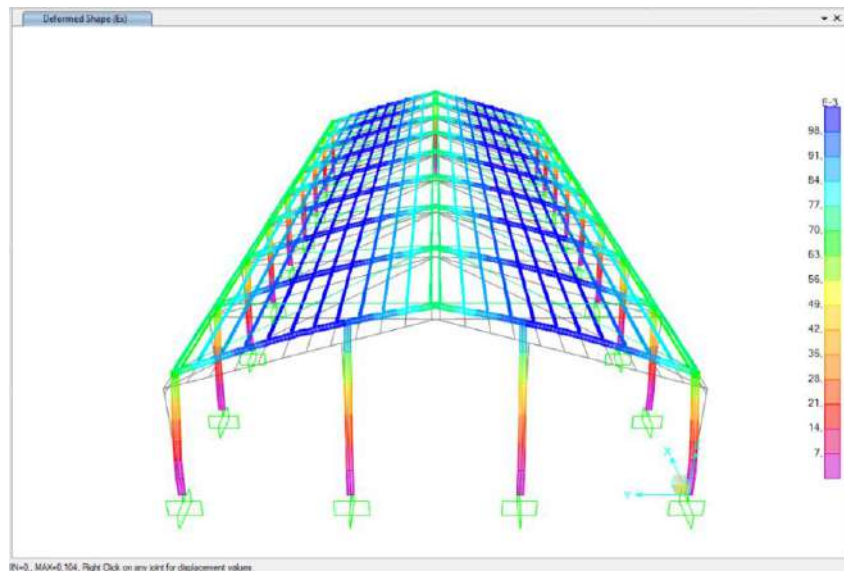 Deformed Shape (Ex)
E-3
98.
91.
84.
77.
70.
63.
56.
49.
42.
35.
28.
21.
14.
7.
X
Y
MAX=0.104, Right Click on any joint for displacement values